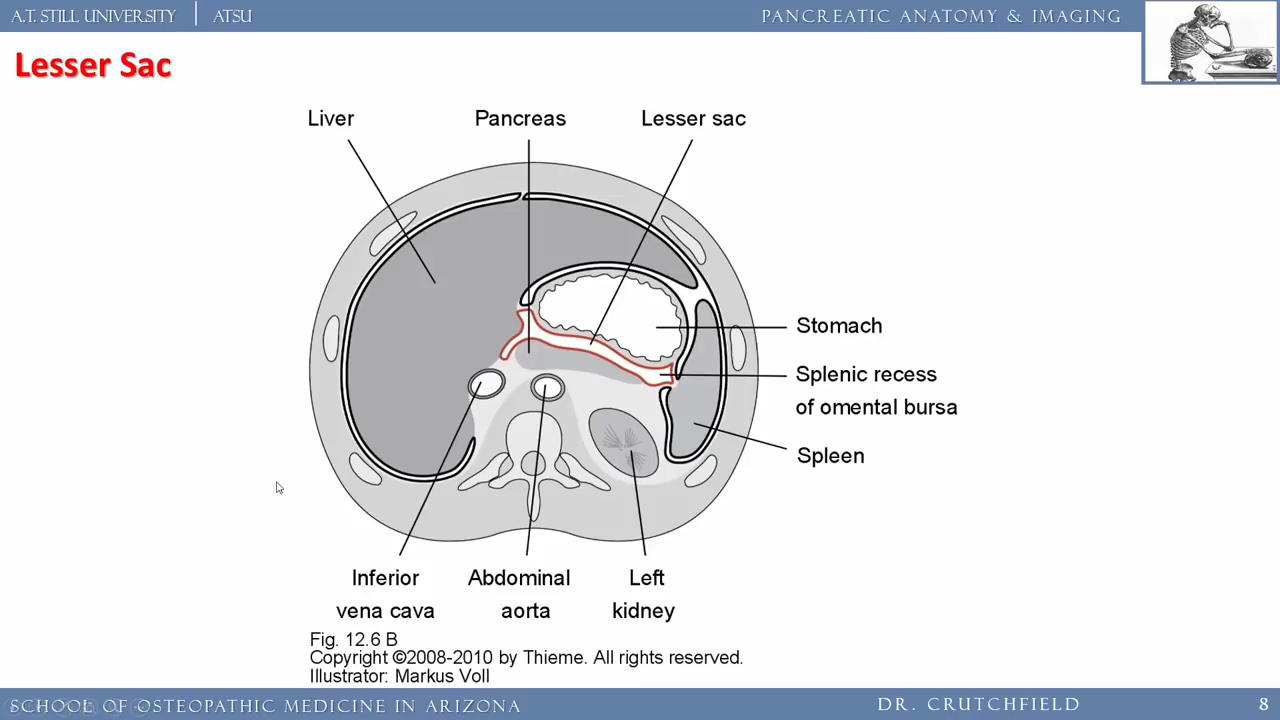 A.T. STILL UNIVERSITY ATSU
PANCREATIC ANATOMY & IMAGING
Lesser Sac
Liver
Pancreas
Lesser sac
Stomach
Splenic recess
of omental bursa
Spleen
Inferior
vena cava
Abdominal
aorta
Left
kidney
Fig. 12.6 B
Copyright ©2008-2010 by Thieme. All rights reserved.
Illustrator: Markus Voll
SCHOOL OF OSTEOPATHIC MEDICINE IN ARIZONA
DR. CRUTCHFIELD
8